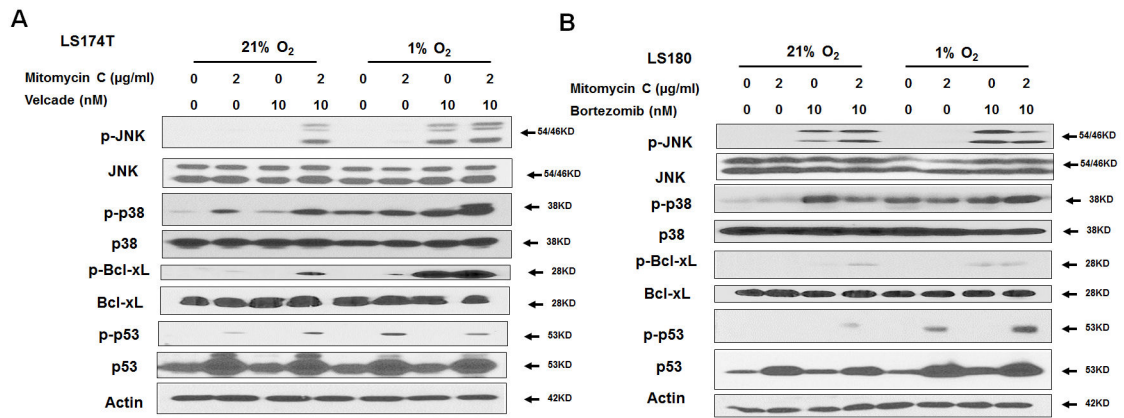 A
LS174T
21% O2
1% O2
Mitomycin C (μg/ml)
0 2 0 2 0 2 0 2
Velcade (nM)
0 0 10 10 0 0 10 10
p-JNK
54/46KD
JNK
54/46KD
p-p38
38KD
p38
38KD
p-Bcl-xL
28KD
Bcl-xL
28KD
p-p53
53KD
p53
53KD
Actin
42KD
B
LS180
21% O2
1% O2
Mitomycin C (μg/ml)
0 2 0 2 0 2 0 2
Bortezomib (nM)
0 0 10 10 0 0 10 10
p-JNK
54/46KD
JNK
54/46KD
p-p38
38KD
p38
38KD
p-Bcl-xL
28KD
Bcl-xL
28KD
p-p53
53KD
p53
53KD
Actin
42KD